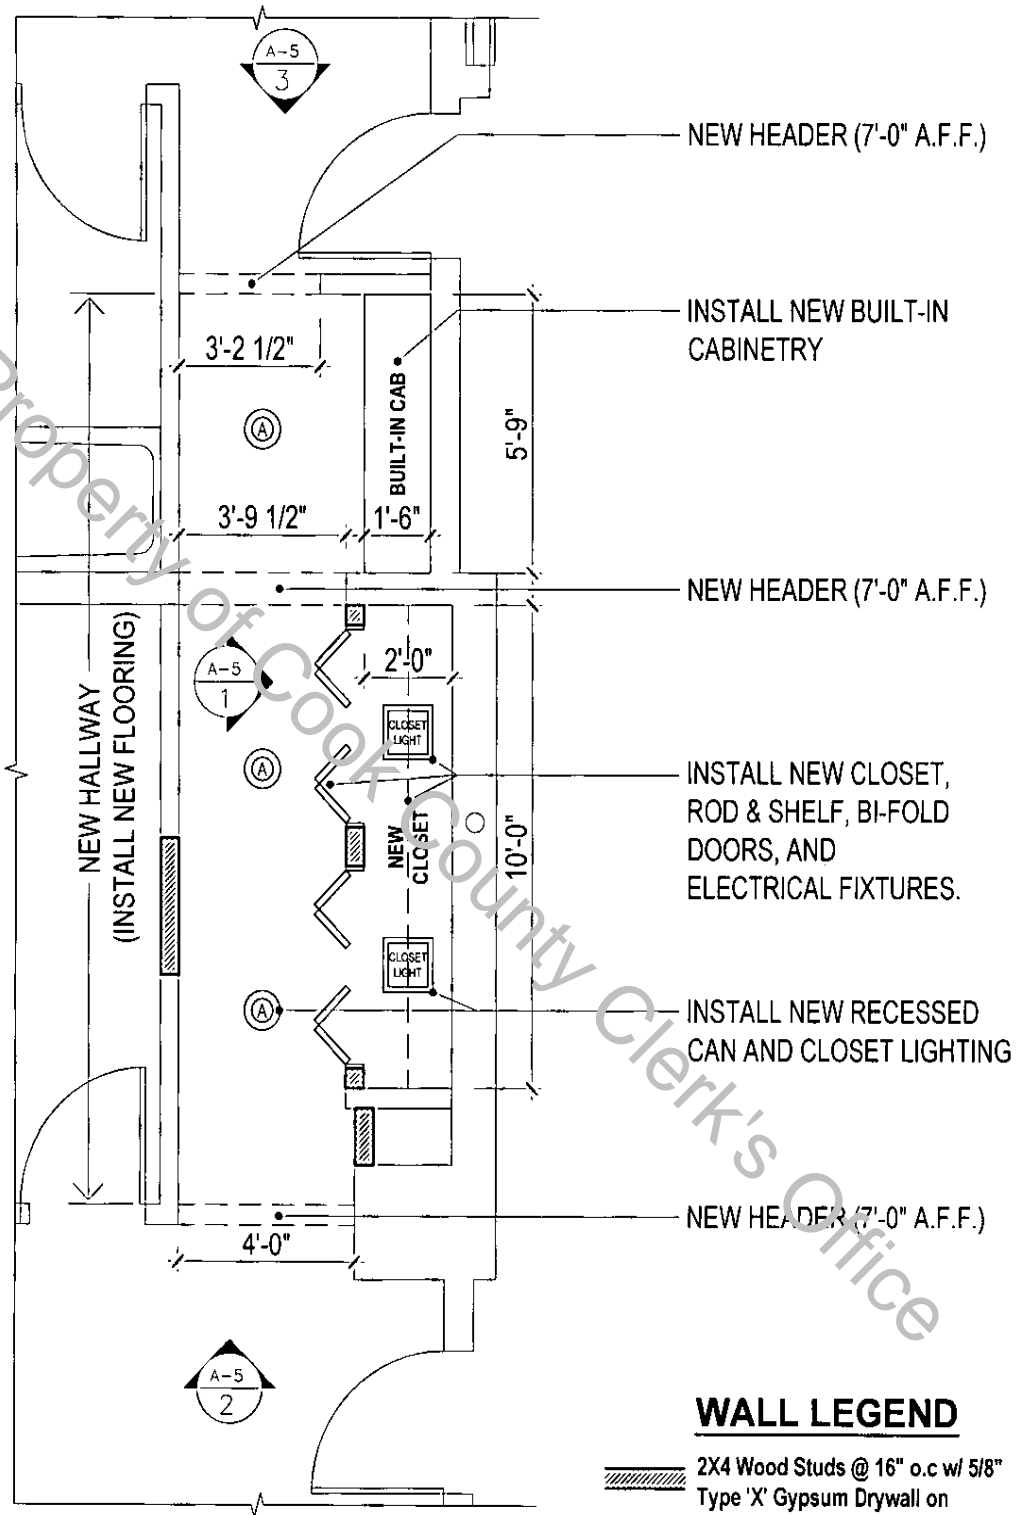 A-5
3
NEW HEADER (7'-0" A.F.F.)
INSTALL NEW BUILT-IN
CABINETRY
3'-2 1/2"
A
BUILT-IN CAB
5'-9"
3'-9 1/2"
1'-6"
NEW HEADER (7'-0" A.F.F.)
NEW HALLWAY
(INSTALL NEW FLOORING)
A-5
1
2'-0"
CLOSET
LIGHT
A
INSTALL NEW CLOSET,
ROD & SHELF, BI-FOLD
DOORS, AND
ELECTRICAL FIXTURES.
NEW
CLOSET
10'-0"
CLOSET
LIGHT
A
INSTALL NEW RECESSED
CAN AND CLOSET LIGHTING
NEW HEADER (7'-0" A.F.F.)
4'-0"
A-5
2
WALL LEGEND
2X4 Wood Studs @ 16" o.c w/ 5/8"
Type 'X' Gypsum Drywall on
Property of Cook County Clerk's Office